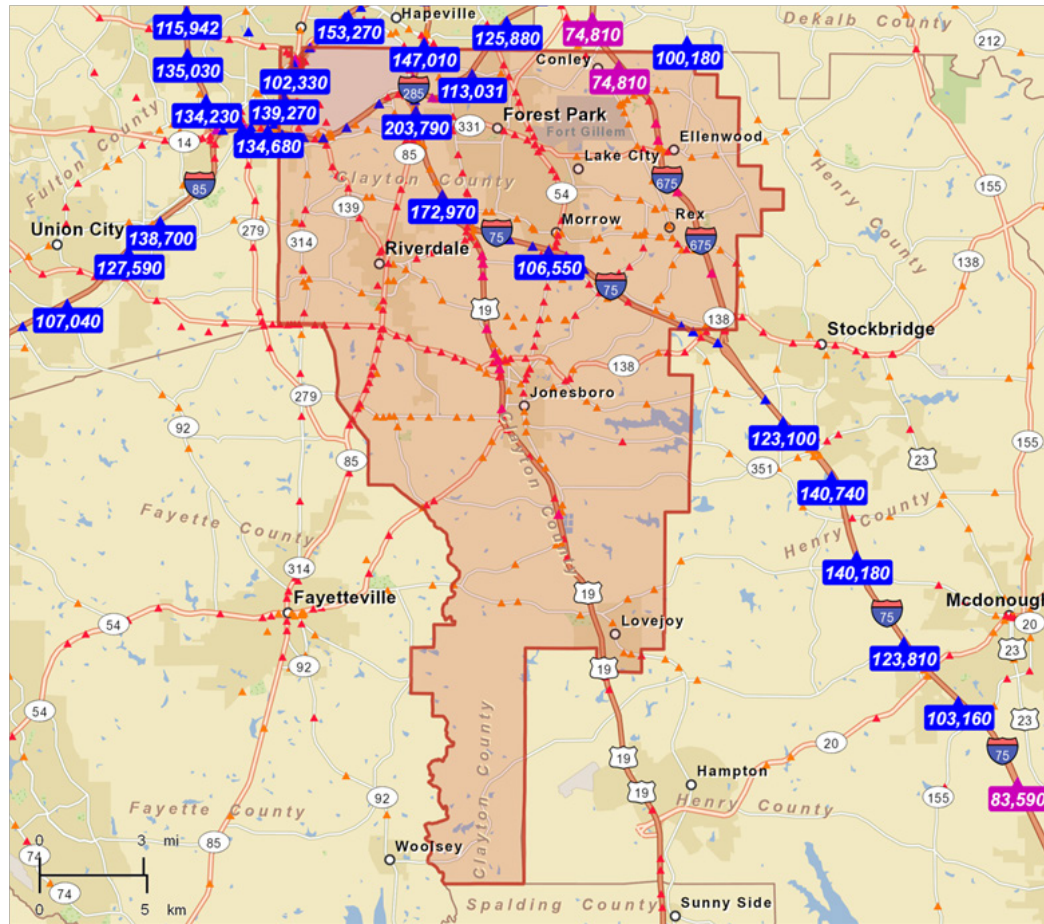 Hapeville
Dekalb County
115,942
153,270
125,880
74,810
212
147,010
100,180
135,030
Conley
102,330
74,810
113,031
285
134,230
139,270
Forest Park
203,790
331
Fort Gillem
Ellenwood
14
134,680
Fulton County
85
Lake City
Clayton County
Henry County
85
675
155
139
54
172,970
Union City
138,700
279
314
Morrow
Rex
75
675
Riverdale
127,590
106,550
138
75
107,040
19
138
Stockbridge
138
279
Jonesboro
92
Clayton County
123,100
155
85
351
23
140,740
Fayette County
Henry County
314
140,180
19
Fayetteville
Mcdonough
75
54
Lovejoy
20
23
92
123,810
19
54
Clayton County
103,160
23
20
19
75
Hampton
19
92
155
83,590
Fayette County
Henry County
85
0 3 mi
74
Woolsey
74
0 5 km
Spalding County
Sunny Side